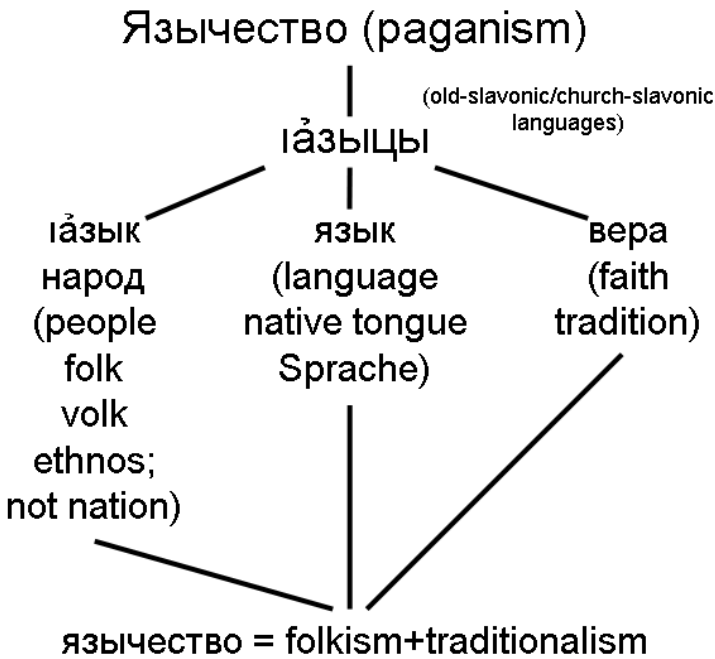 Язычество (paganism)
(old-slavonic/church-slavonic
languages)
ıа̉зыцы
ıа̉зык
народ
(people
folk
volk
ethnos;
not nation)
язык
(language
native tongue
Sprache)
вера
(faith
tradition)
язычество = folkism+traditionalism